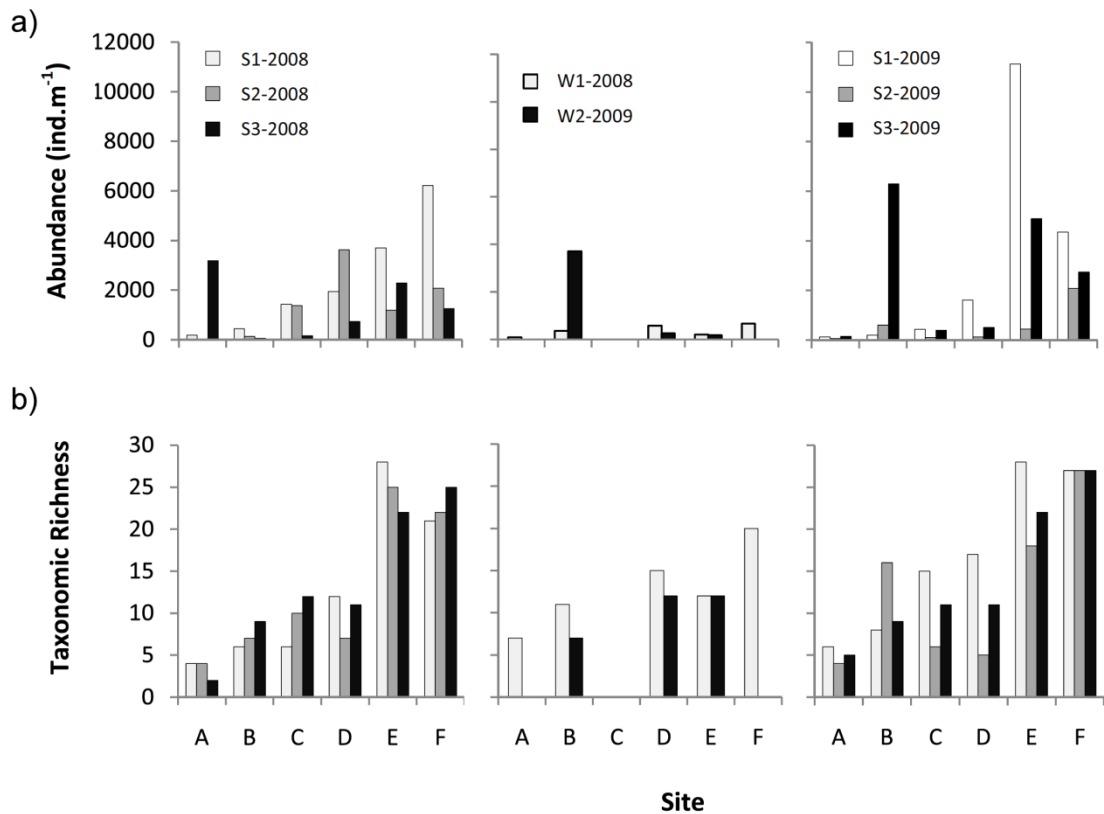 a)
Abundance (ind.m-1)
12000
10000
8000
6000
4000
2000
0
S1-2008
S2-2008
S3-2008
W1-2008
W2-2009
S1-2009
S2-2009
S3-2009
b)
Taxonomic Richness
30
25
20
15
10
5
0
A B C D E F
A B C D E F
A B C D E F
Site